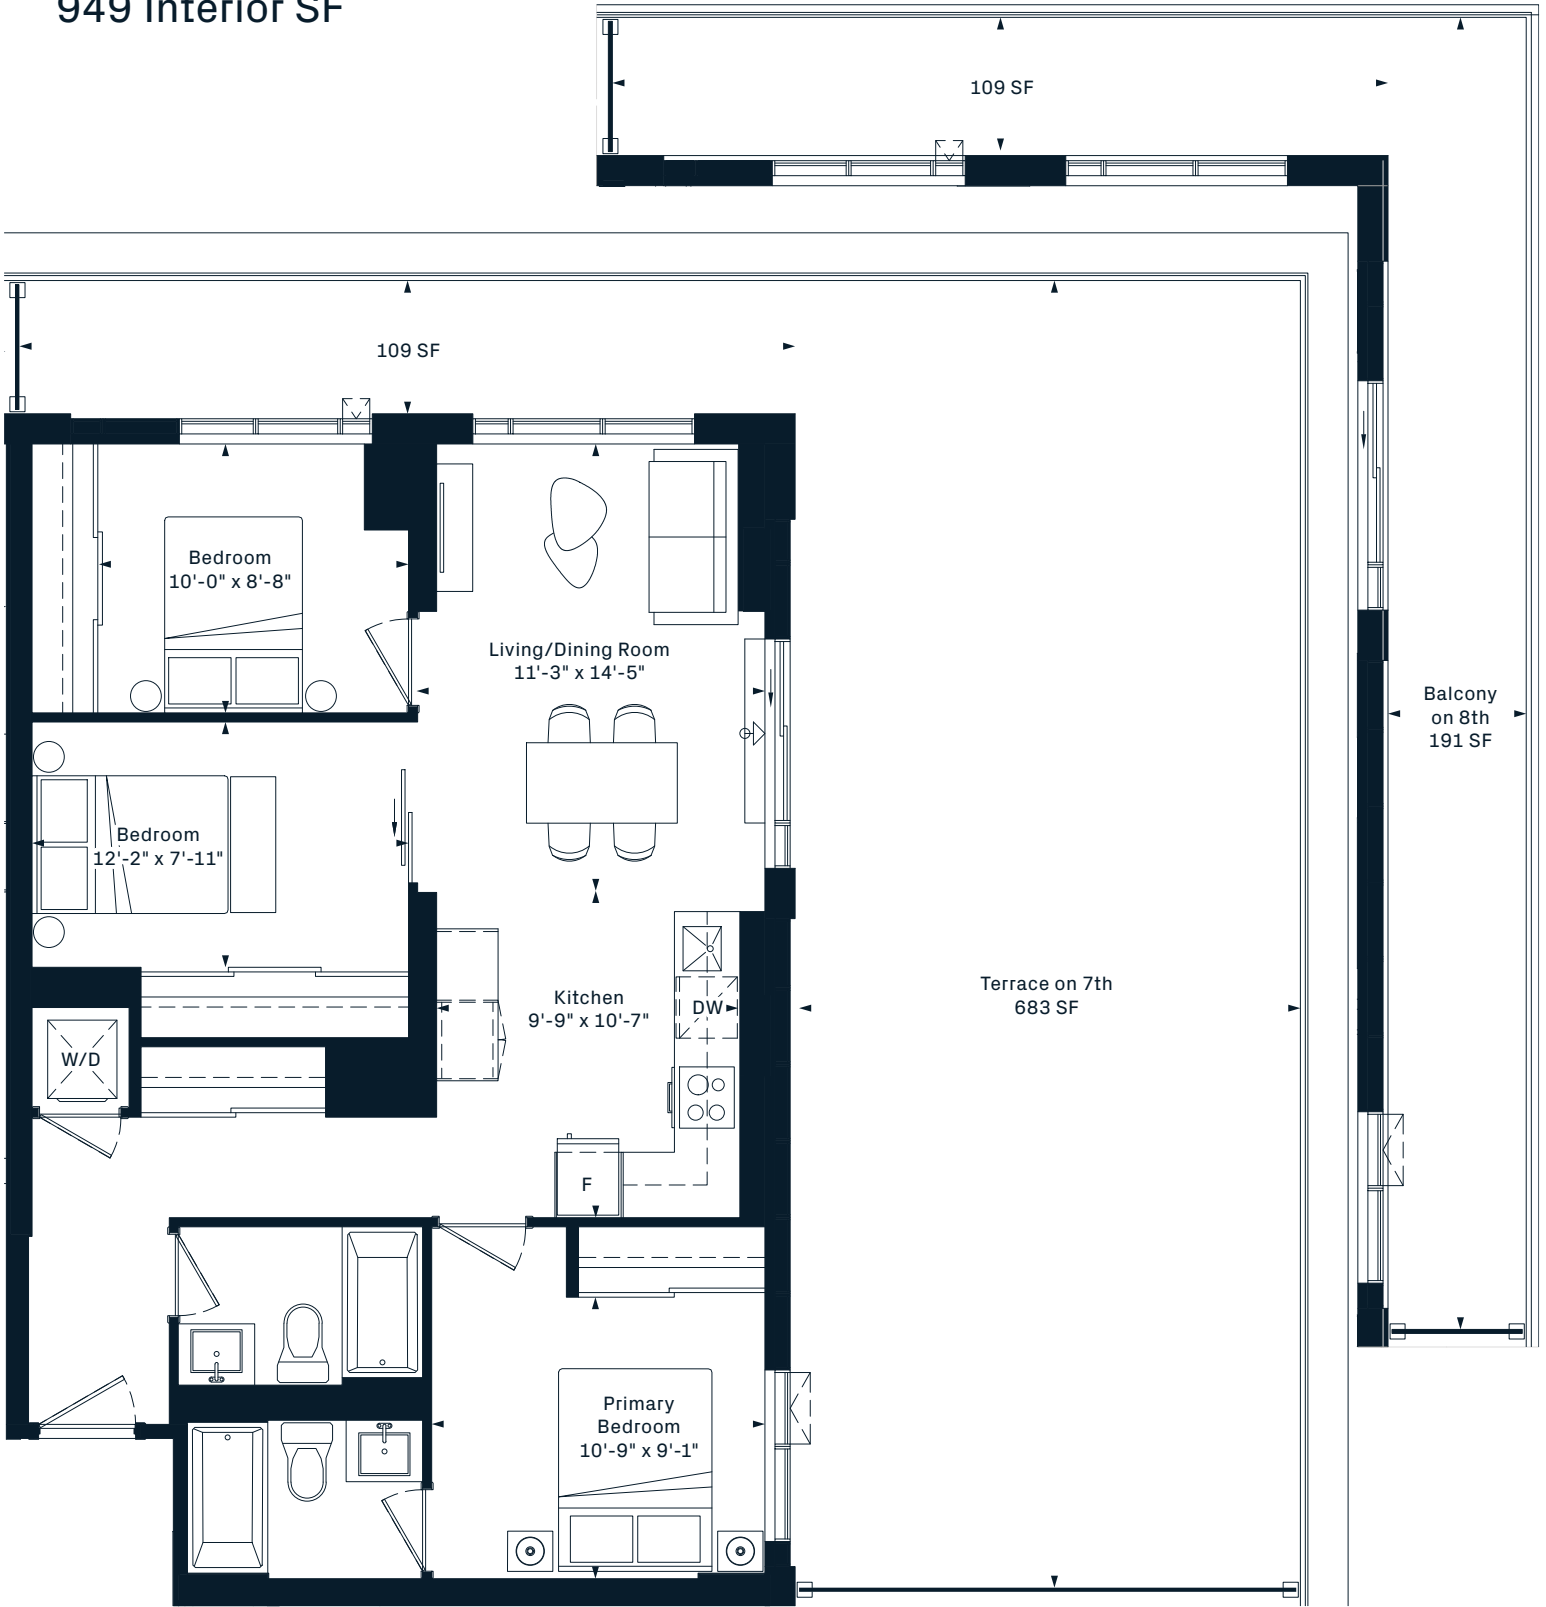 949 Interior SF
109 SF
109 SF
Bedroom
10'-0" x 8'-8"
Living/Dining Room
11'-3" x 14'-5"
Balcony
on 8th
191 SF
Bedroom
12'-2" x 7'-11"
Terrace on 7th
683 SF
Kitchen
9'-9" x 10'-7"
DW
W/D
F
Primary
Bedroom
10'-9" x 9'-1"